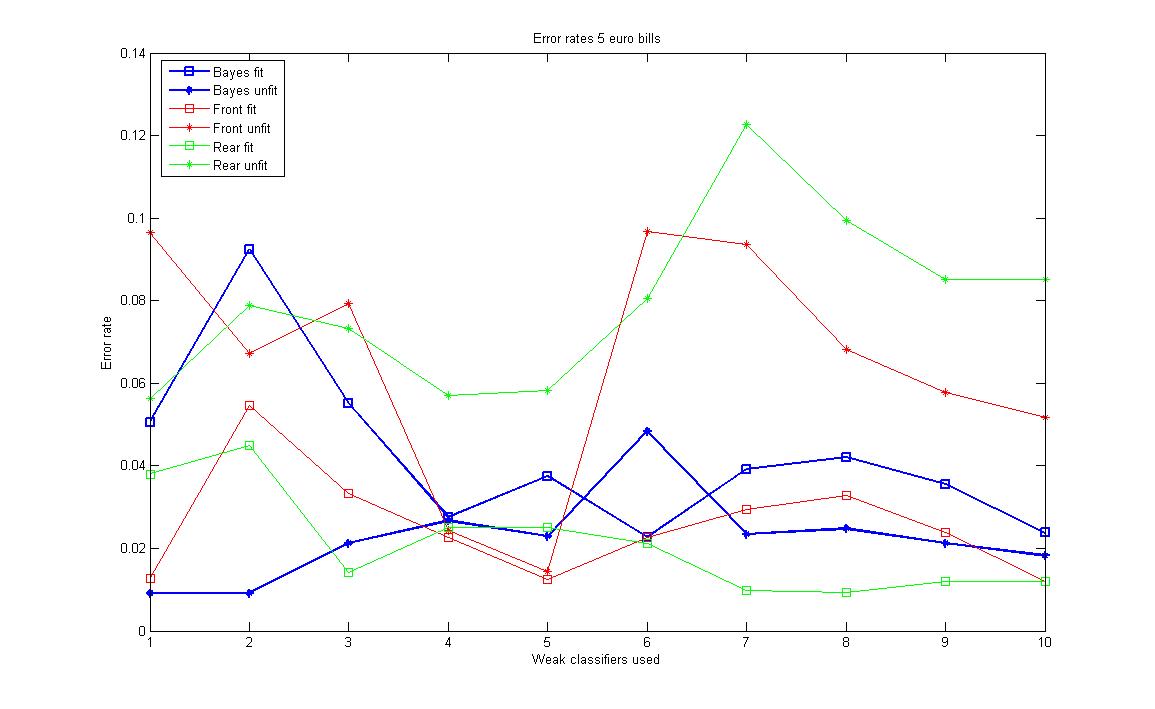 Error rates 5 euro bills
0.14
0.12
0.1
0.08
0.06
0.04
0.02
0
Error rate
Bayes fit
Bayes unfit
Front fit
Front unfit
Rear fit
Rear unfit
1 2 3 4 5 6 7 8 9 10
Weak classifiers used